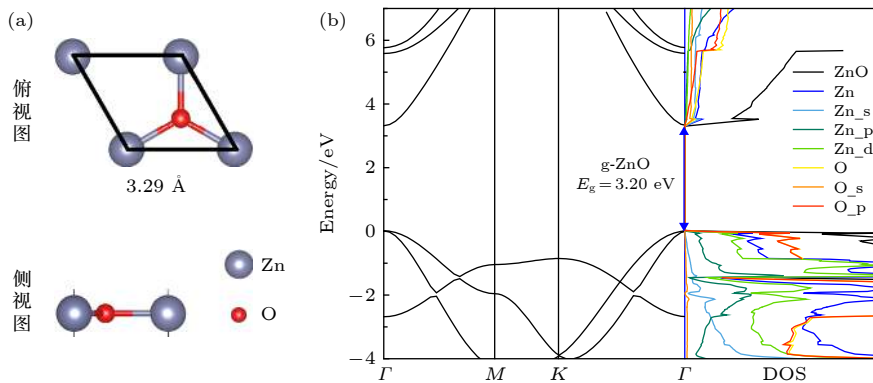 (a)
俯视图
3.29 Å
侧视图
Zn
O
(b)
Energy/eV
6
4
2
0
−2
−4
g-ZnO
Eg = 3.20 eV
ZnO
Zn
Zn_s
Zn_p
Zn_d
O
O_s
O_p
Γ
M
K
Γ
DOS